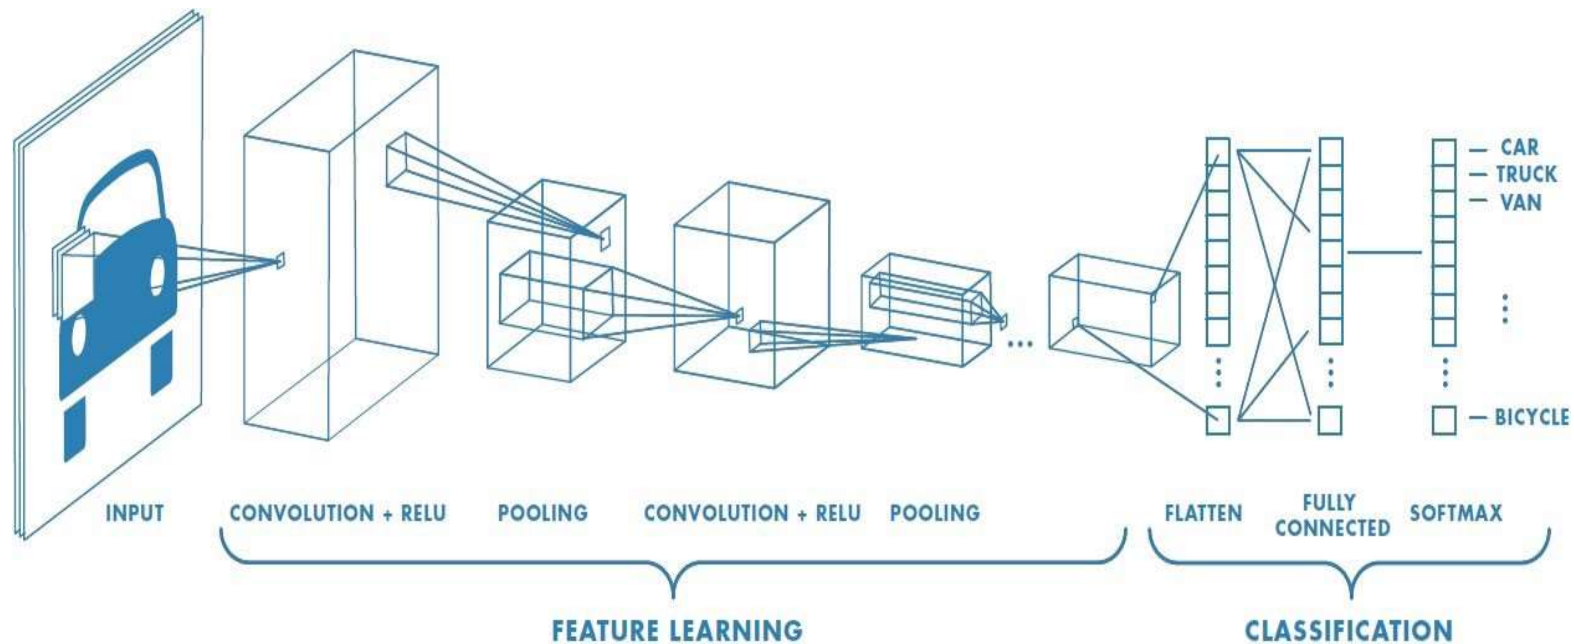 CAR
TRUCK
VAN
BICYCLE
INPUT
CONVOLUTION + RELU
POOLING
CONVOLUTION + RELU
POOLING
FLATTEN
FULLY
CONNECTED
SOFTMAX
FEATURE LEARNING
CLASSIFICATION